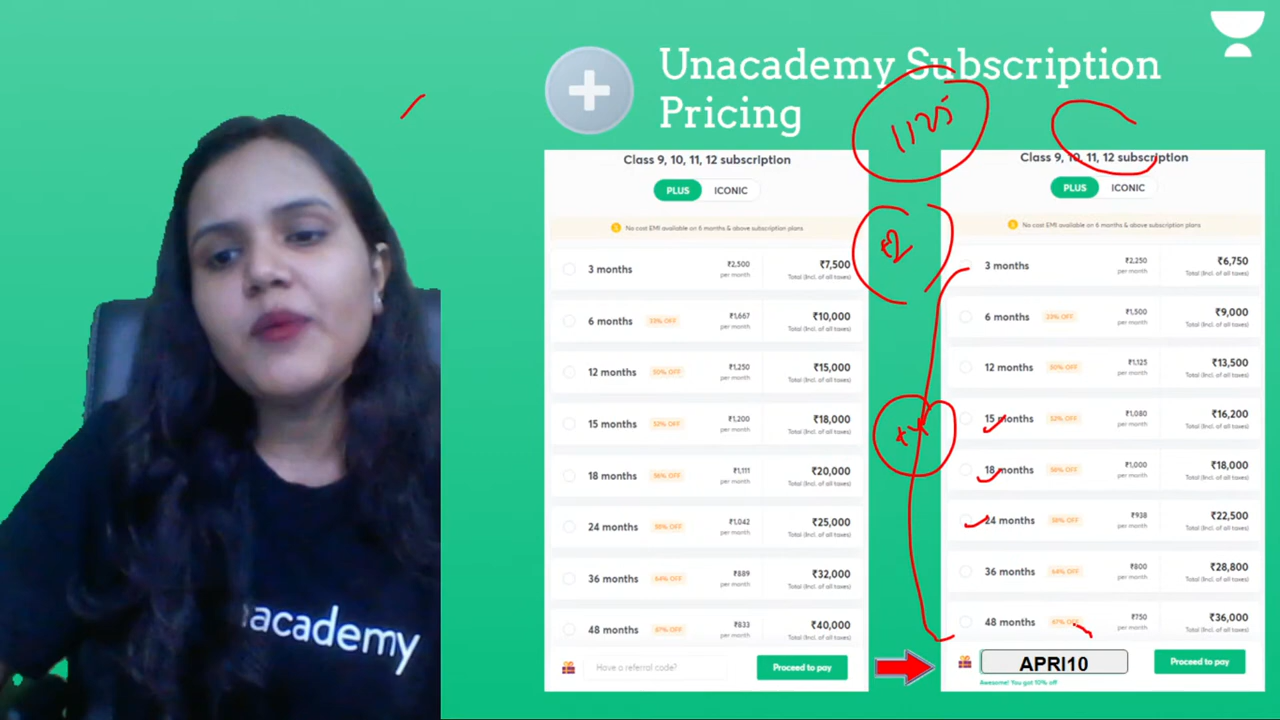 Unacademy Subscription
Pricing
1125
Class 9, 10, 11, 12 subscription
PLUS ICONIC
No cost EMI available on 6 months & above subscription plans
3 months ₹2,500 per month ₹7,500 Total (Incl. of all taxes)
6 months 33% OFF ₹1,667 per month ₹10,000 Total (Incl. of all taxes)
12 months 50% OFF ₹1,250 per month ₹15,000 Total (Incl. of all taxes)
15 months 52% OFF ₹1,200 per month ₹18,000 Total (Incl. of all taxes)
18 months 56% OFF ₹1,111 per month ₹20,000 Total (Incl. of all taxes)
24 months 58% OFF ₹1,042 per month ₹25,000 Total (Incl. of all taxes)
36 months 64% OFF ₹889 per month ₹32,000 Total (Incl. of all taxes)
48 months 67% OFF ₹833 per month ₹40,000 Total (Incl. of all taxes)
Have a referral code? Proceed to pay
Class 9, 10, 11, 12 subscription
PLUS ICONIC
No cost EMI available on 6 months & above subscription plans
3 months ₹2,250 per month ₹6,750 Total (Incl. of all taxes)
6 months 33% OFF ₹1,500 per month ₹9,000 Total (Incl. of all taxes)
12 months 50% OFF ₹1,125 per month ₹13,500 Total (Incl. of all taxes)
15 months 52% OFF ₹1,080 per month ₹16,200 Total (Incl. of all taxes)
18 months 56% OFF ₹1,000 per month ₹18,000 Total (Incl. of all taxes)
24 months 58% OFF ₹938 per month ₹22,500 Total (Incl. of all taxes)
36 months 64% OFF ₹800 per month ₹28,800 Total (Incl. of all taxes)
48 months 67% OFF ₹750 per month ₹36,000 Total (Incl. of all taxes)
APRI10 Proceed to pay
Awesome! You got 10% off
unacademy